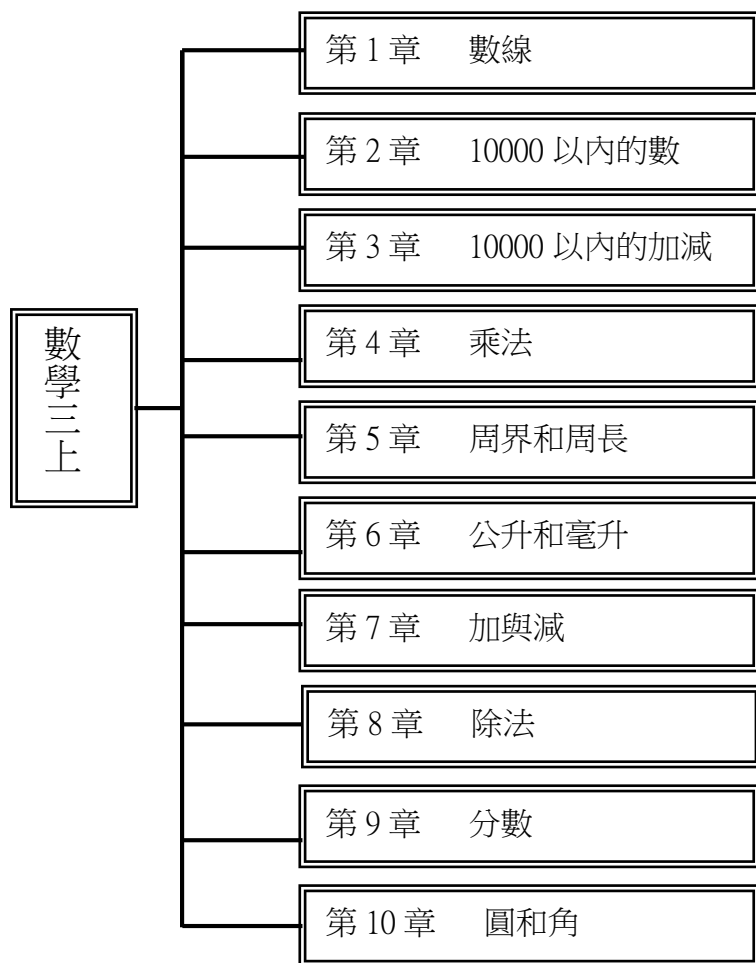 數學三上
第 1 章 數線
第 2 章 10000 以內的數
第 3 章 10000 以內的加減
第 4 章 乘法
第 5 章 周界和周長
第 6 章 公升和毫升
第 7 章 加與減
第 8 章 除法
第 9 章 分數
第 10 章 圓和角